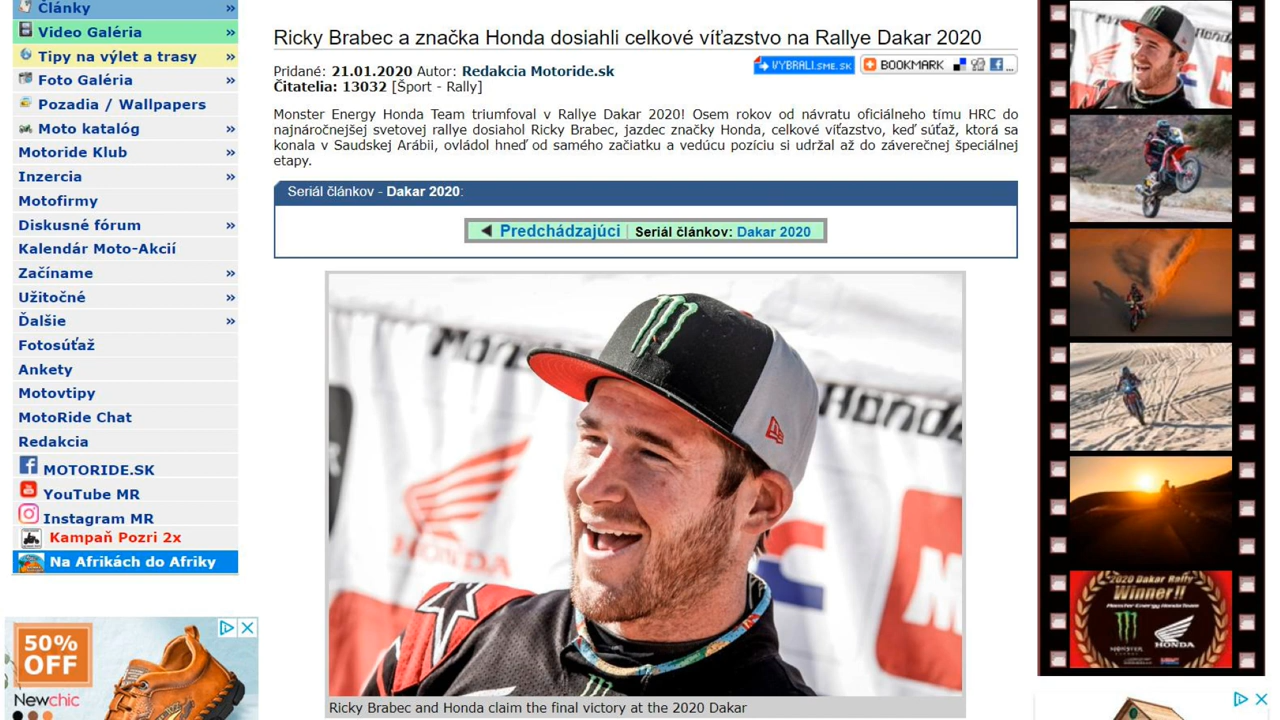 Články »
Video Galéria »
Tipy na výlet a trasy »
Foto Galéria »
Pozadia / Wallpapers
Moto katalóg »
Motoride Klub »
Inzercia »
Motofirmy
Diskusné fórum »
Kalendár Moto-Akcií
Začíname »
Užitočné »
Ďalšie »
Fotosúťaž
Ankety
Motovtipy
MotoRide Chat
Redakcia
MOTORIDE.SK
YouTube MR
Instagram MR
Kampaň Pozri 2x
Na Afrikách do Afriky
50%
OFF
Newchic
Ricky Brabec a značka Honda dosiahli celkové víťazstvo na Rallye Dakar 2020
Pridané: 21.01.2020 Autor: Redakcia Motoride.sk
VYBRALI.SME.SK
BOOKMARK
Čitatelia: 13032 [Šport - Rally]
Monster Energy Honda Team triumfoval v Rallye Dakar 2020! Osem rokov od návratu oficiálneho tímu HRC do
najnáročnejšej svetovej rallye dosiahol Ricky Brabec, jazdec značky Honda, celkové víťazstvo, keď súťaž, ktorá sa
konala v Saudskej Arábii, ovládol hneď od samého začiatku a vedúcu pozíciu si udržal až do záverečnej špeciálnej
etapy.
Seriál článkov - Dakar 2020:
Predchádzajúci | Seriál článkov: Dakar 2020
HONDA
Ricky Brabec and Honda claim the final victory at the 2020 Dakar
2020 Dakar Rally
Winner!!
Monster Energy Honda Team
HONDA